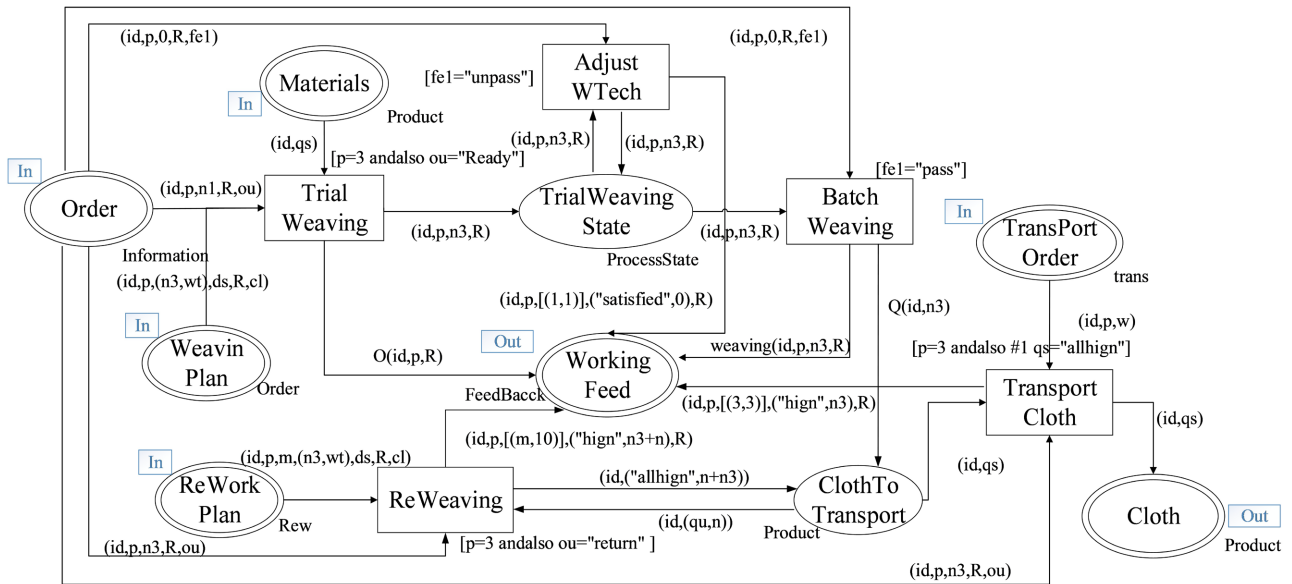 (id,p,0,R,fe1)
(id,p,0,R,fe1)
Materials
In
Product
Adjust
WTech
[fe1="unpass"]
(id,qs)
(id,p,n3,R)
(id,p,n3,R)
[p=3 andalso ou="Ready"]
In
Order
Information
(id,p,n1,R,ou)
Trial
Weaving
(id,p,n3,R)
TrialWeaving
State
ProcessState
(id,p,n3,R)
[fe1="pass"]
Batch
Weaving
In
TransPort
Order
trans
(id,p,(n3,wt),ds,R,cl)
(id,p,[(1,1)],("satisfied",0),R)
Q(id,n3)
In
Weavin
Plan
Order
O(id,p,R)
Out
Working
Feed
FeedBacck
weaving(id,p,n3,R)
(id,p,w)
[p=3 andalso #1 qs="allhign"]
Transport
Cloth
(id,p,[(3,3)],("hign",n3),R)
(id,qs)
(id,p,[(m,10)],("hign",n3+n),R)
(id,p,m,(n3,wt),ds,R,cl)
In
ReWork
Plan
Rew
ReWeaving
(id,("allhign",n+n3))
(id,(qu,n))
ClothTo
Transport
Product
(id,qs)
Cloth
Out
Product
(id,p,n3,R,ou)
[p=3 andalso ou="return" ]
(id,p,n3,R,ou)